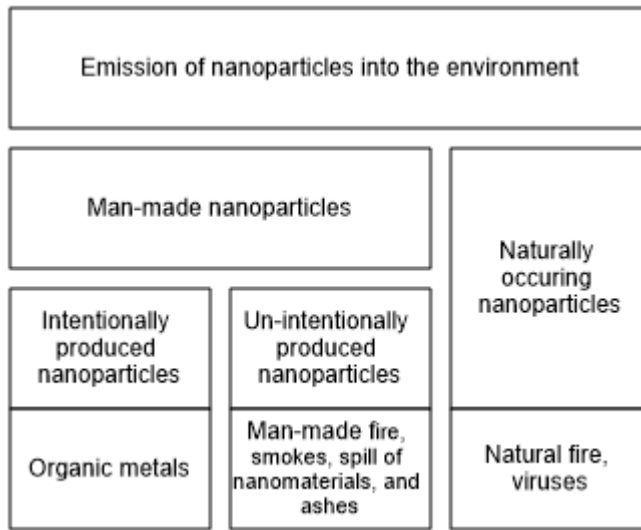 Emission of nanoparticles into the environment
Man-made nanoparticles
Naturally
occuring
nanoparticles
Intentionally
produced
nanoparticles
Un-intentionally
produced
nanoparticles
Organic metals
Man-made fire,
smokes, spill of
nanomaterials, and
ashes
Natural fire,
viruses